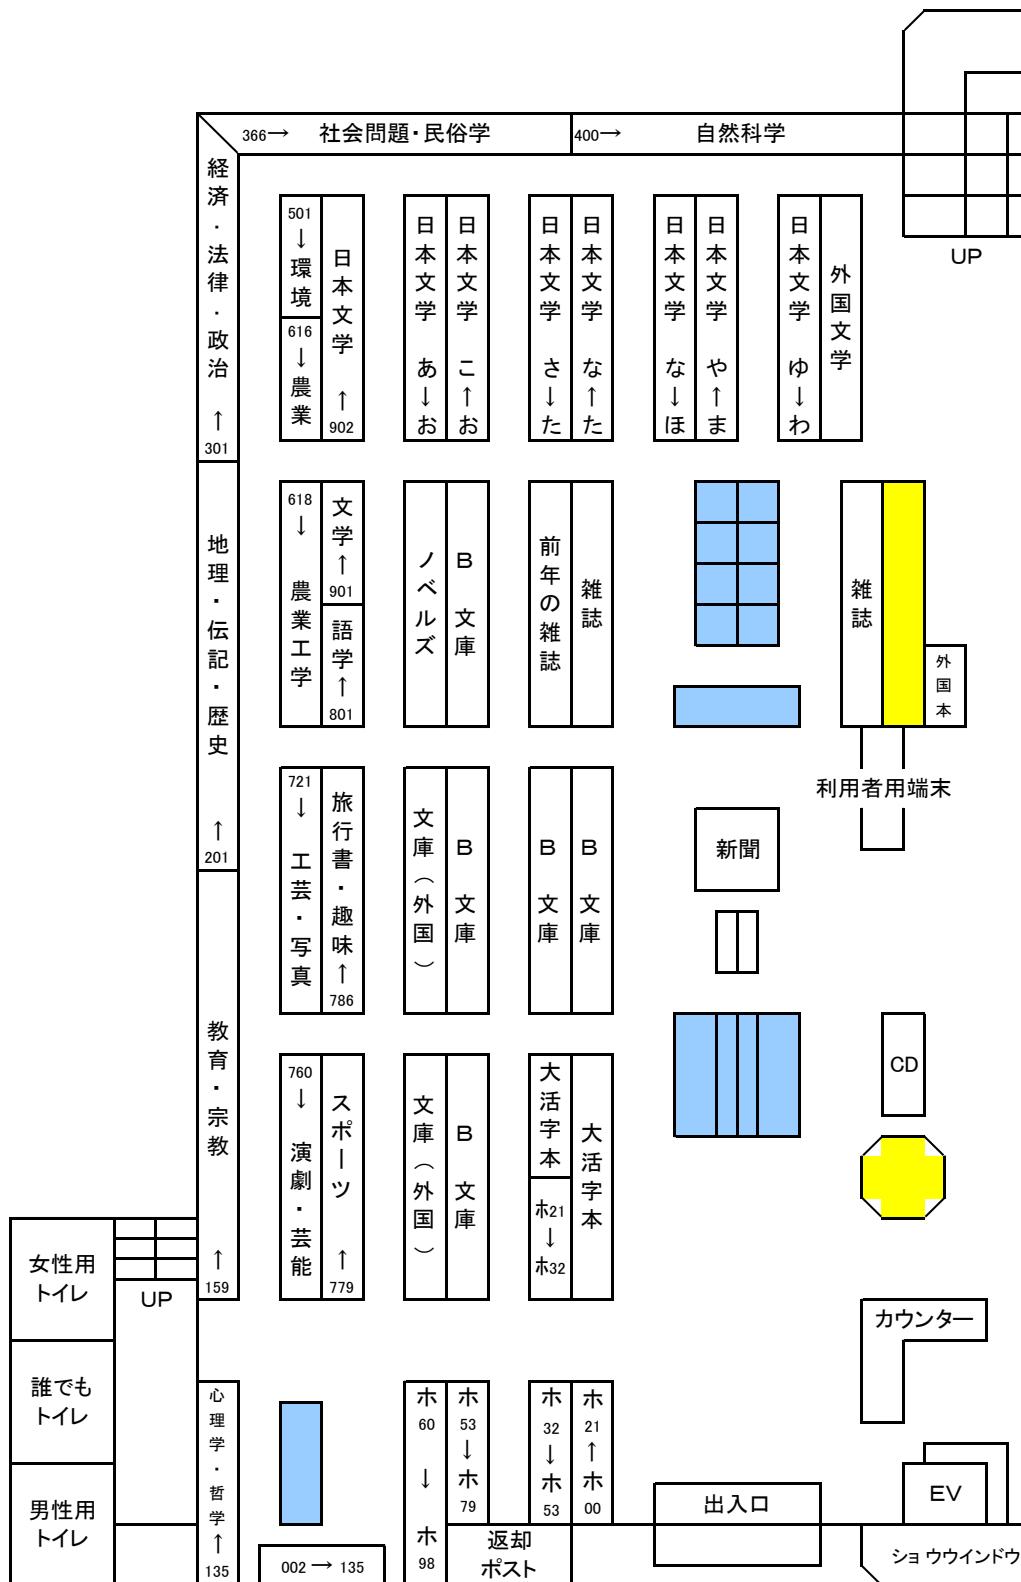 366→ 社会問題・民俗学
400→ 自然科学
UP
経済・法律・政治 ↑ 301
501→環境
616→農業
日本文学 ↑ 902
日本文学 あ→お
日本文学 こ←お
日本文学 さ→た
日本文学 な←た
日本文学 な→ほ
日本文学 や←ま
日本文学 ゆ→わ
外国文学
地理・伝記・歴史 ↑ 201
618→ 農業工学
文学↑901
語学↑801
ノベルズ
B 文庫
前年の雑誌
雑誌
雑誌
外国本
利用者用端末
721→ 工芸・写真
旅行書・趣味↑786
文庫（外国）
B 文庫
B 文庫
B 文庫
新聞
教育・宗教 ↑ 159
760→ 演劇・芸能
スポーツ ↑ 779
文庫（外国）
B 文庫
大活字本
ホ21
↓
ホ32
大活字本
CD
女性用
トイレ
UP
カウンター
誰でも
トイレ
心理学・哲学↑135
ホ60 ↓ ホ98
ホ53↓ホ79
ホ32↓ホ53
ホ21↑ホ00
男性用
トイレ
002→135
返却
ポスト
出入口
EV
ショウウインドウ